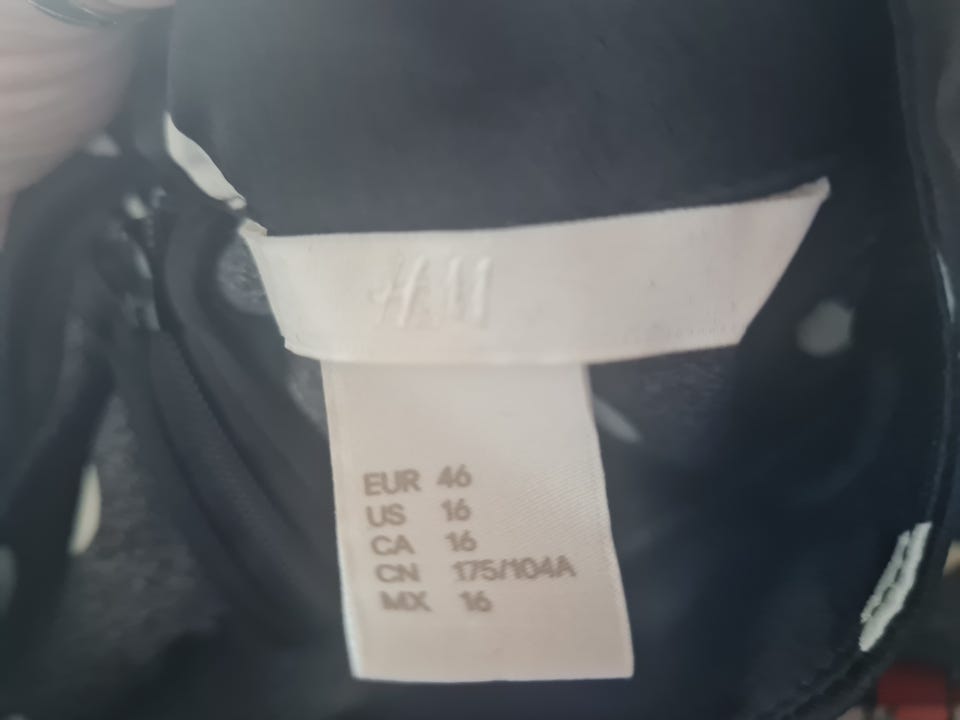 H&M
EUR 46
US 16
CA 16
CN 175/104A
MX 16